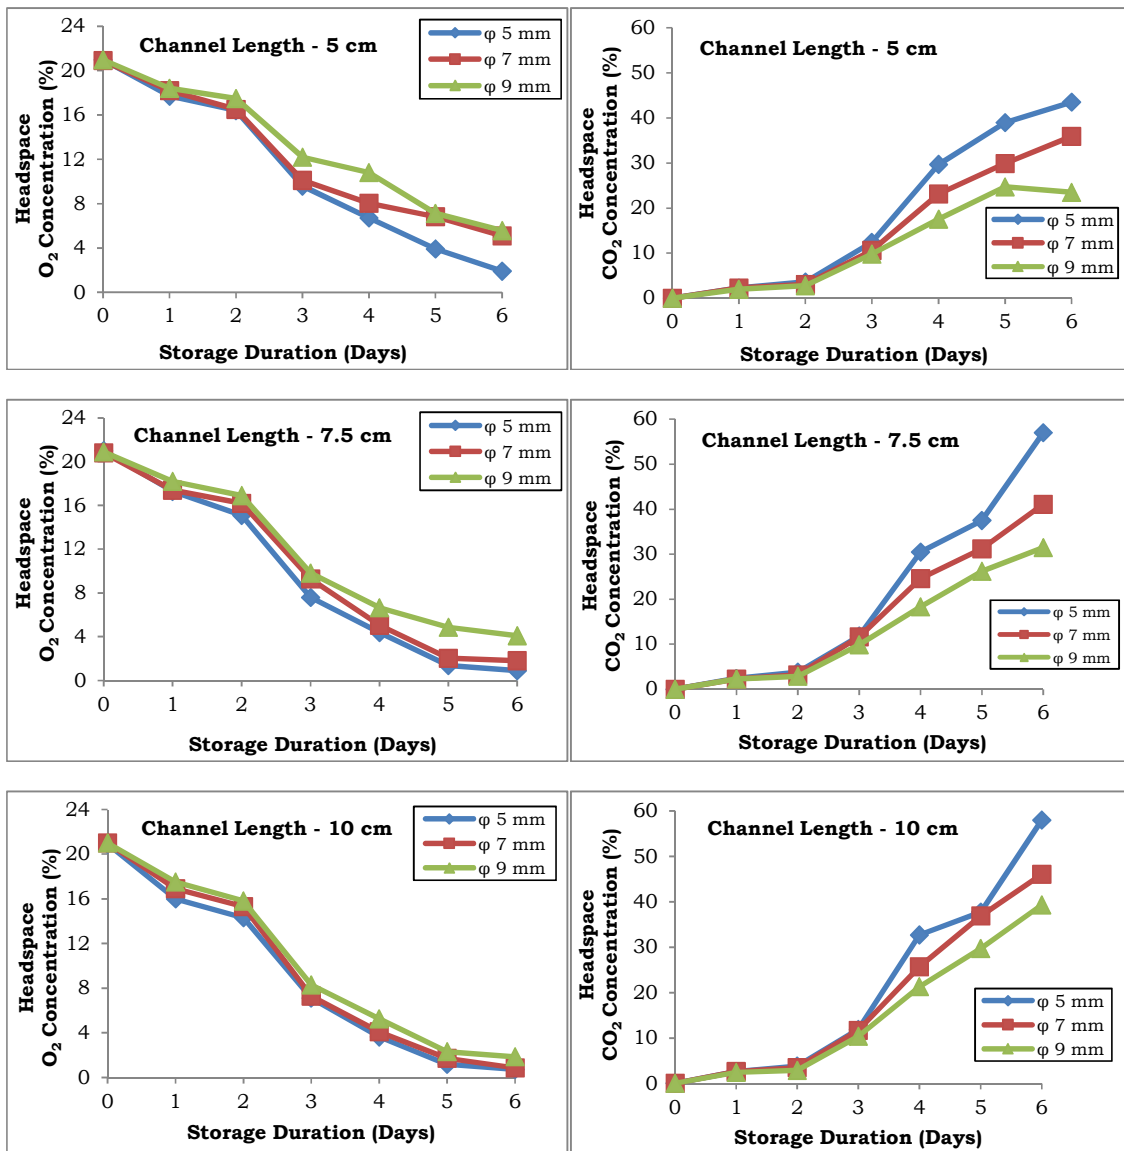 Channel Length - 5 cm
φ 5 mm
φ 7 mm
φ 9 mm
Headspace
O₂ Concentration (%)
24
20
16
12
8
4
0
0 1 2 3 4 5 6
Storage Duration (Days)
Channel Length - 5 cm
φ 5 mm
φ 7 mm
φ 9 mm
Headspace
CO₂ Concentration (%)
60
50
40
30
20
10
0
0 1 2 3 4 5 6
Storage Duration (Days)
Channel Length - 7.5 cm
φ 5 mm
φ 7 mm
φ 9 mm
Headspace
O₂ Concentration (%)
24
20
16
12
8
4
0
0 1 2 3 4 5 6
Storage Duration (Days)
Channel Length - 7.5 cm
φ 5 mm
φ 7 mm
φ 9 mm
Headspace
CO₂ Concentration (%)
60
50
40
30
20
10
0
0 1 2 3 4 5 6
Storage Duration (Days)
Channel Length - 10 cm
φ 5 mm
φ 7 mm
φ 9 mm
Headspace
O₂ Concentration (%)
24
20
16
12
8
4
0
0 1 2 3 4 5 6
Storage Duration (Days)
Channel Length - 10 cm
φ 5 mm
φ 7 mm
φ 9 mm
Headspace
CO₂ Concentration (%)
60
50
40
30
20
10
0
0 1 2 3 4 5 6
Storage Duration (Days)